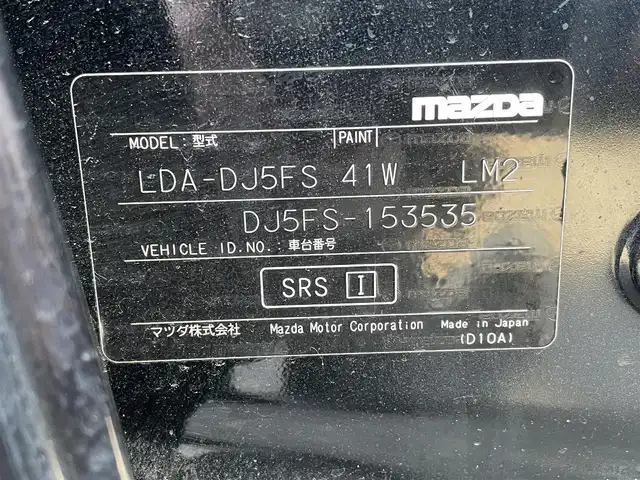 mazda
MODEL: 型式 PAINT
LDA-DJ5FS 41W LM2
DJ5FS-153535
VEHICLE ID.NO.: 車台番号
SRS I
マツダ株式会社 Mazda Motor Corporation Made in Japan
(D10A)